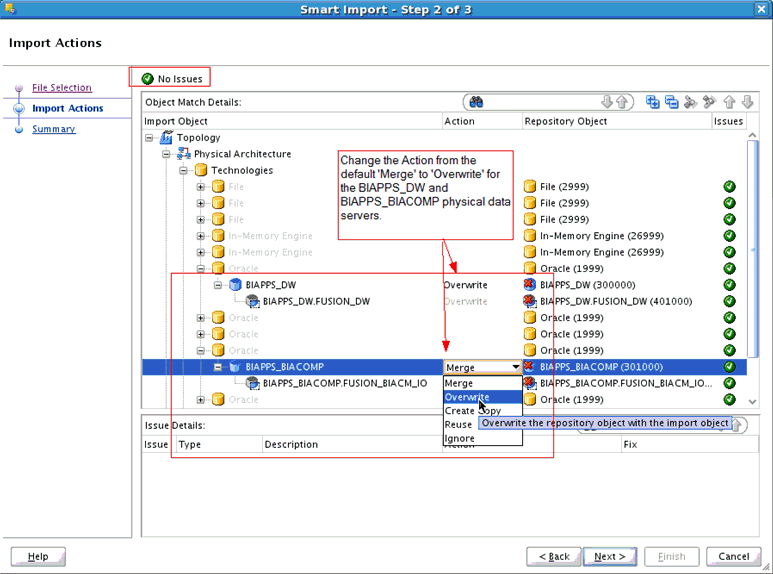 Smart Import - Step 2 of 3
Import Actions
File Selection
Import Actions
Summary
No Issues
Object Match Details:
Import Object Action Repository Object Issues
Topology
Physical Architecture
Technologies
Change the Action from the
default 'Merge' to 'Overwrite' for
the BIAPPS_DW and
BIAPPS_BIACOMP physical data
servers.
File File (2999)
File File (2999)
File File (2999)
In-Memory Engine In-Memory Engine (26999)
In-Memory Engine In-Memory Engine (26999)
Oracle Oracle (1999)
BIAPPS_DW Overwrite BIAPPS_DW (300000)
BIAPPS_DW.FUSION_DW Overwrite BIAPPS_DW.FUSION_DW (401000)
Oracle Oracle (1999)
Oracle Oracle (1999)
Oracle Oracle (1999)
BIAPPS_BIACOMP Merge BIAPPS_BIACOMP (301000)
BIAPPS_BIACOMP.FUSION_BIACM_IO BIAPPS_BIACOMP.FUSION_BIACM_IO...
Oracle Oracle (1999)
Merge
Overwrite
Create Copy
Reuse
Ignore
Overwrite the repository object with the import object
Issue Details:
Issue Type Description Fix
Help < Back Next > Finish Cancel